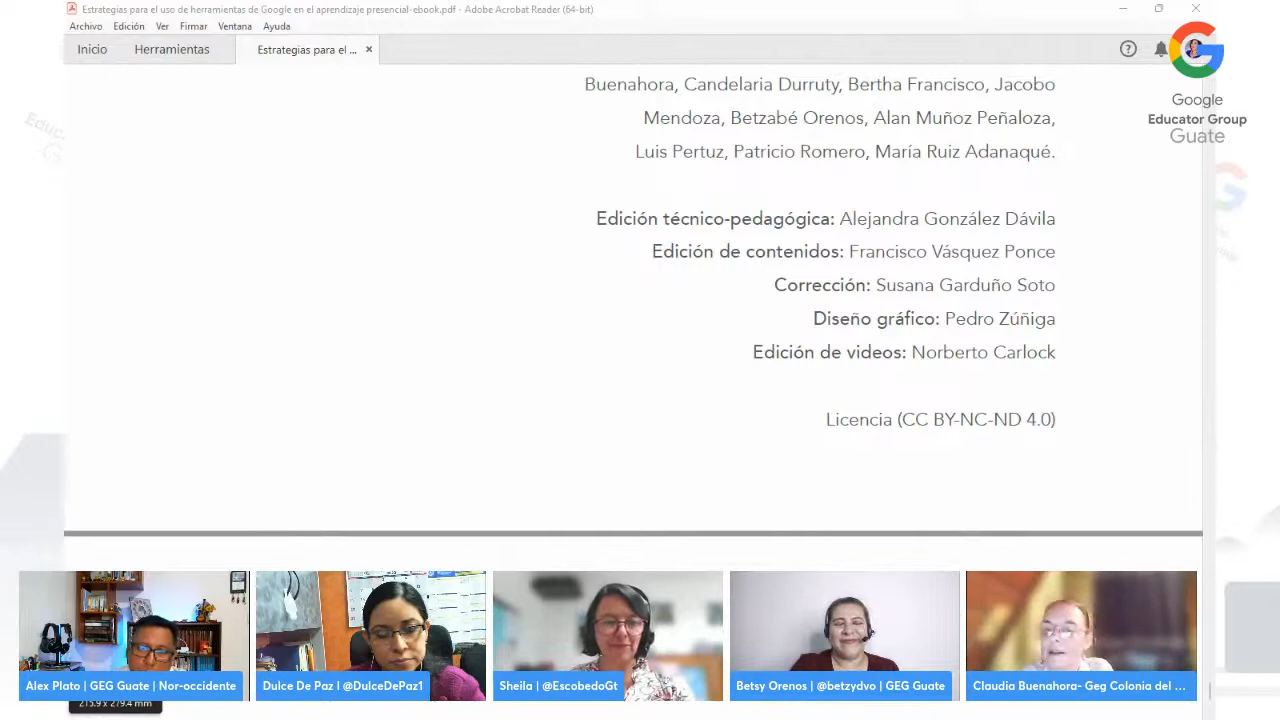 Estrategias para el uso de herramientas de Google en el aprendizaje presencial-ebook.pdf - Adobe Acrobat Reader (64-bit)
Archivo Edición Ver Firmar Ventana Ayuda
Inicio Herramientas Estrategias para el ... ×
Google
Educator Group
Guate
Buenahora, Candelaria Durruty, Bertha Francisco, Jacobo
Mendoza, Betzabé Orenos, Alan Muñoz Peñaloza,
Luis Pertuz, Patricio Romero, María Ruiz Adanaqué.
Edición técnico-pedagógica: Alejandra González Dávila
Edición de contenidos: Francisco Vásquez Ponce
Corrección: Susana Garduño Soto
Diseño gráfico: Pedro Zúñiga
Edición de videos: Norberto Carlock
Licencia (CC BY-NC-ND 4.0)
Alex Plato | GEG Guate | Nor-occidente
Dulce De Paz l @DulceDePaz1
Sheila | @EscobedoGt
Betsy Orenos | @betzydvo | GEG Guate
Claudia Buenahora- Geg Colonia del ...
215.9 x 279.4 mm